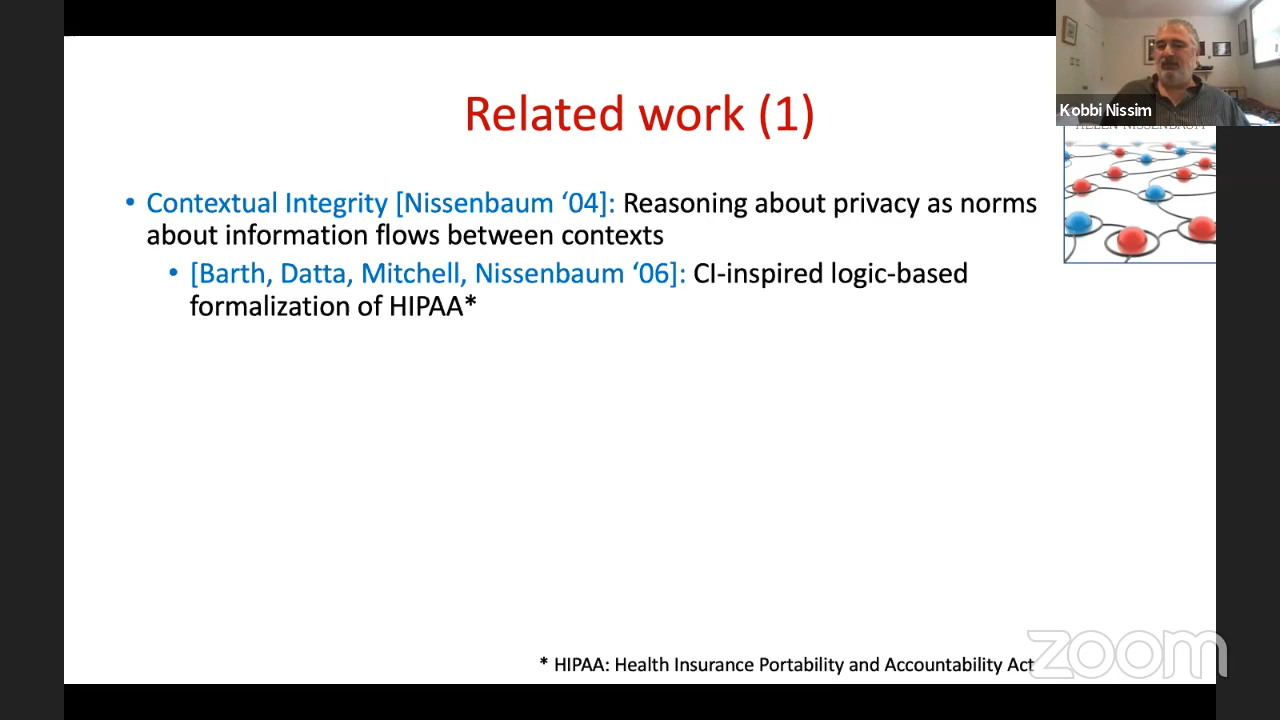 Related work (1)
Kobbi Nissim
• Contextual Integrity [Nissenbaum ‘04]: Reasoning about privacy as norms
about information flows between contexts
• [Barth, Datta, Mitchell, Nissenbaum ‘06]: CI-inspired logic-based
formalization of HIPAA*
HELEN NISSENBAUM
* HIPAA: Health Insurance Portability and Accountability Act
zoom